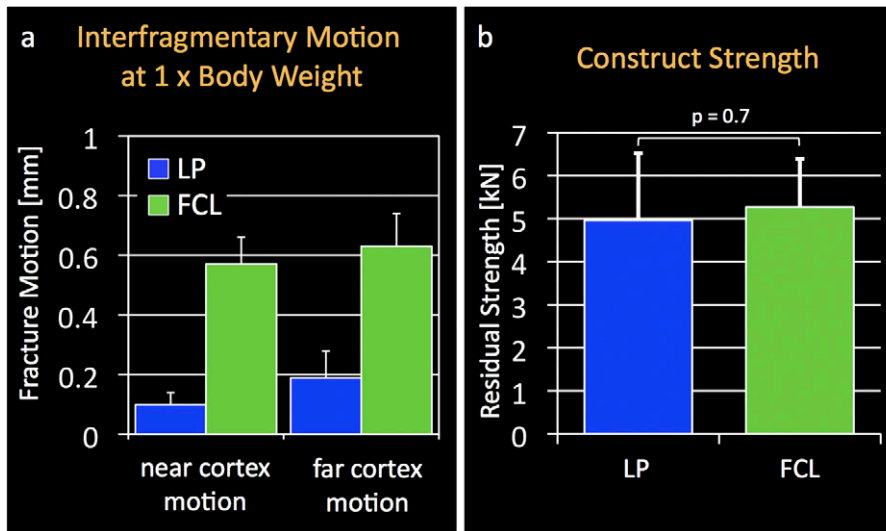 a
Interfragmentary Motion
at 1 x Body Weight
Fracture Motion [mm]
1
0.8
0.6
0.4
0.2
0
LP
FCL
near cortex
motion
far cortex
motion
b
Construct Strength
p = 0.7
Residual Strength [kN]
7
6
5
4
3
2
1
0
LP
FCL